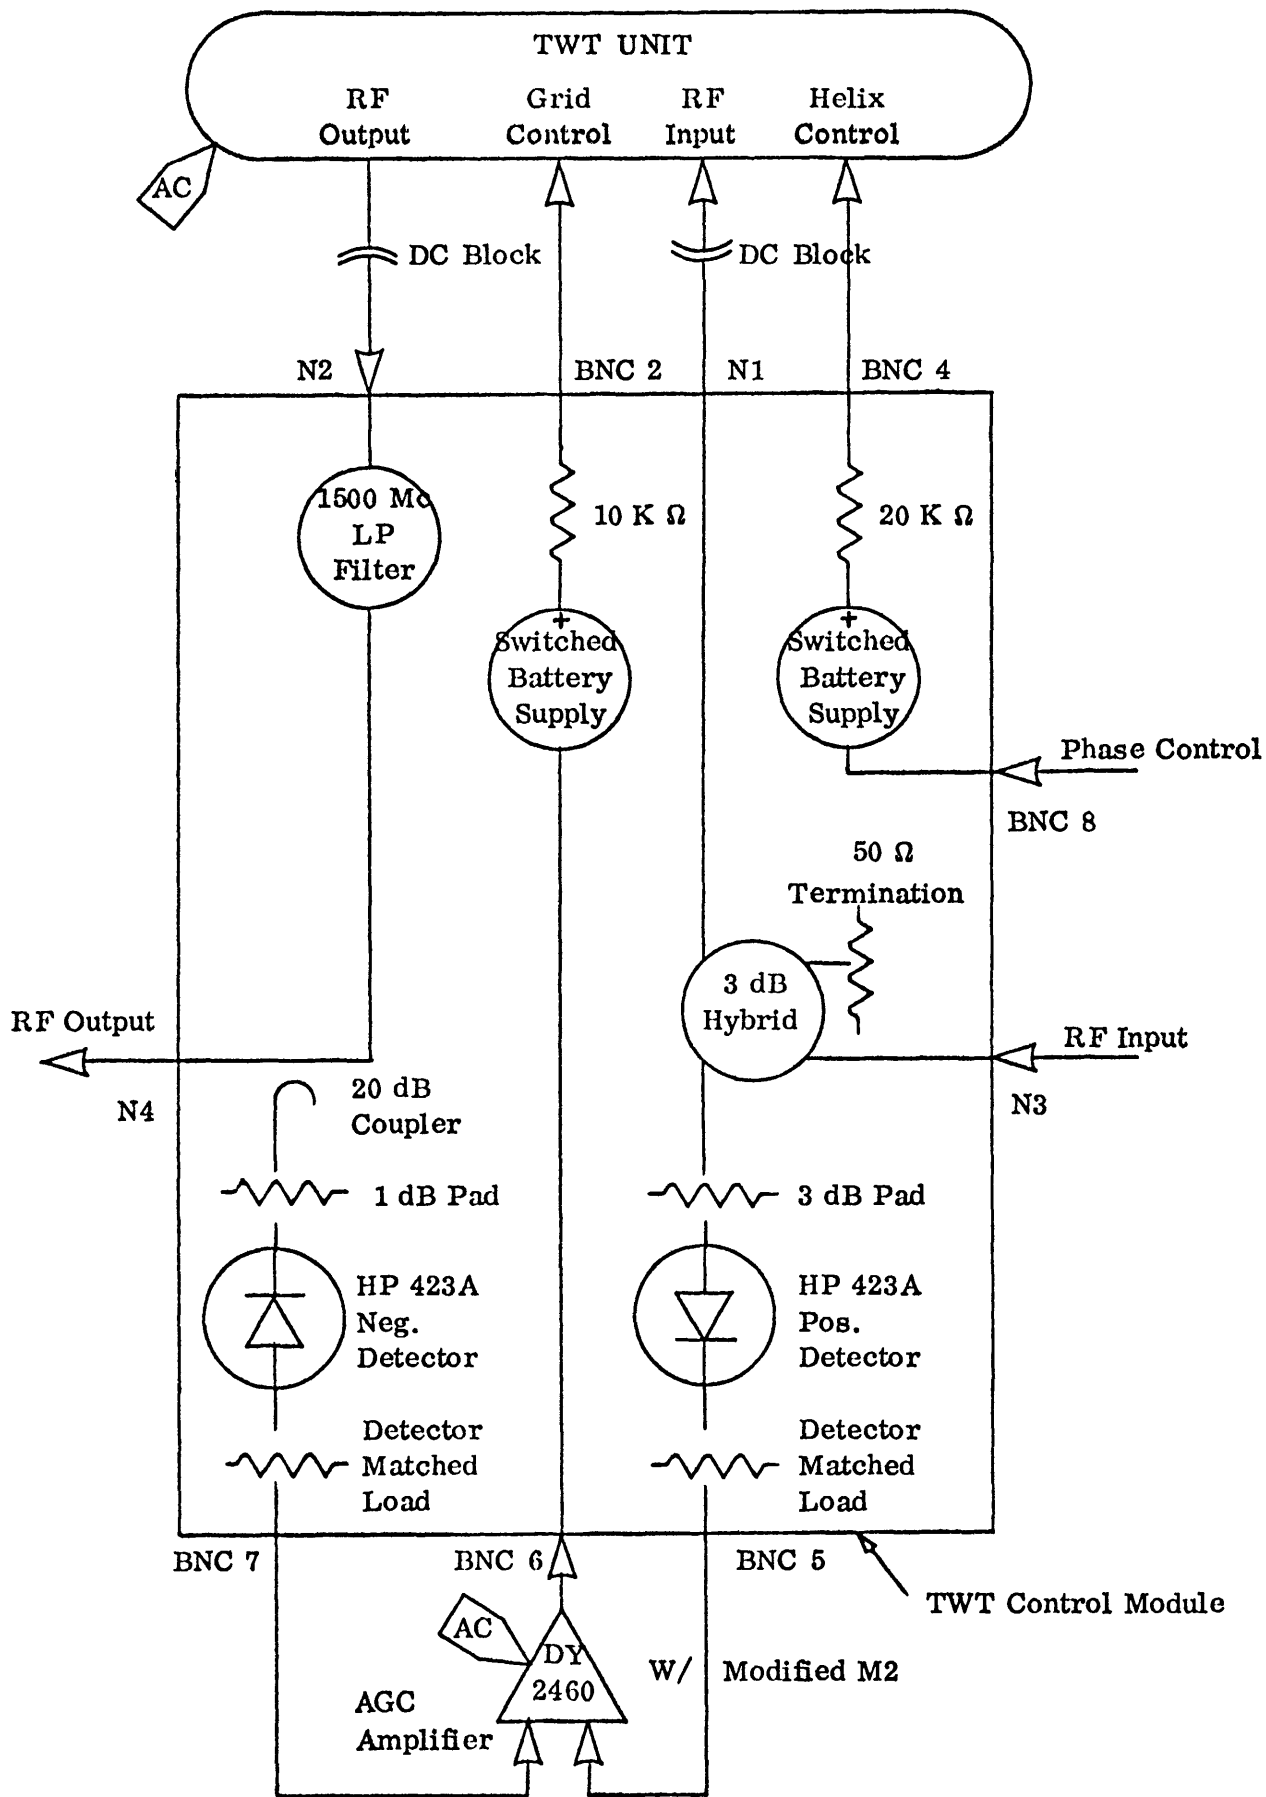 TWT UNIT
RF
Output
Grid
Control
RF
Input
Helix
Control
AC
DC Block
DC Block
N2
BNC 2
N1
BNC 4
1500 Mc
LP
Filter
10 K Ω
20 K Ω
+
Switched
Battery
Supply
+
Switched
Battery
Supply
Phase Control
BNC 8
50 Ω
Termination
3 dB
Hybrid
RF Output
RF Input
N4
N3
20 dB
Coupler
1 dB Pad
3 dB Pad
HP 423A
Neg.
Detector
HP 423A
Pos.
Detector
Detector
Matched
Load
Detector
Matched
Load
BNC 7
BNC 6
BNC 5
TWT Control Module
AC
DY
2460
W/ Modified M2
AGC
Amplifier